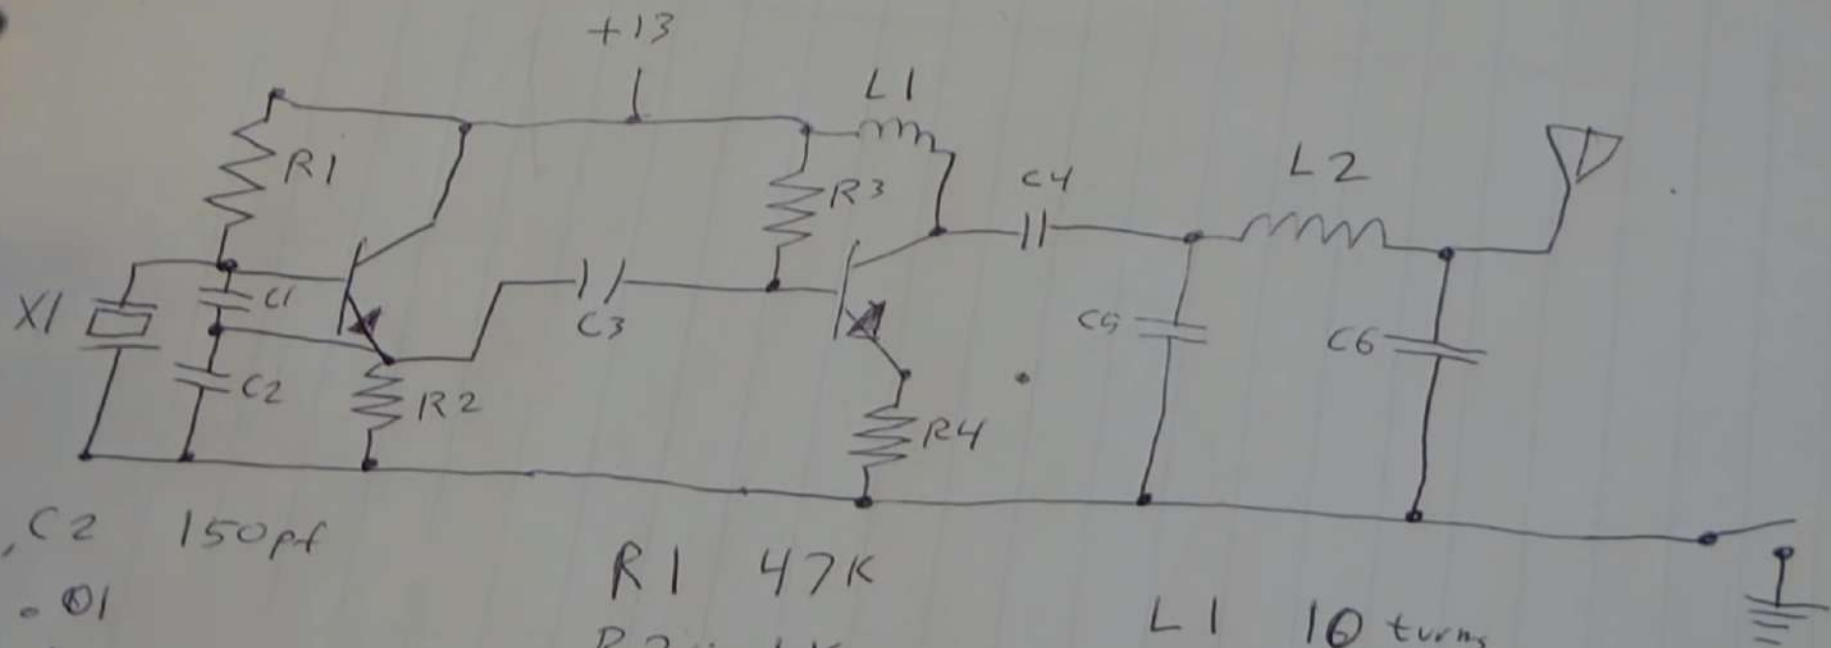 +13
L1
R1
R3
C4
L2
X1
C1
C3
C5
C6
C2
R2
R4
,C2 150pf
.01
R1 47K
L1 10 turns